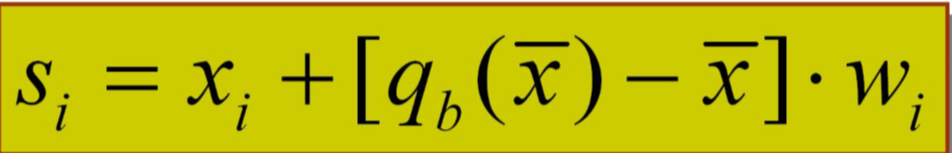 s_i = x_i + [q_b(x̄) − x̄] · w_i